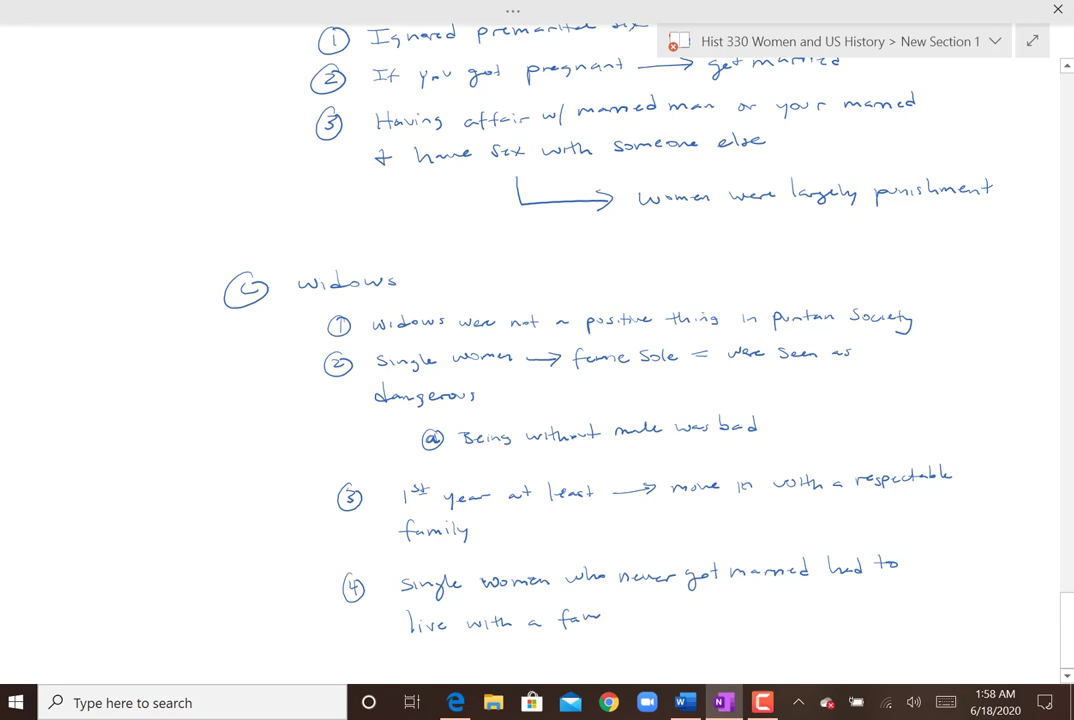 ① Ignored premarital sex
Hist 330 Women and US History > New Section 1
② If you got pregnant → get married
③ Having affair w/ married man or your married
+ have sex with someone else
→ women were largely punishment
Ⓒ widows
① widows were not a positive thing in puritan society
② single women → feme sole = were seen as
dangerous
ⓐ Being without male was bad
③ 1st year at least → move in with a respectable
family
④ single women who never got married had to
live with a fam
Type here to search
1:58 AM
6/18/2020